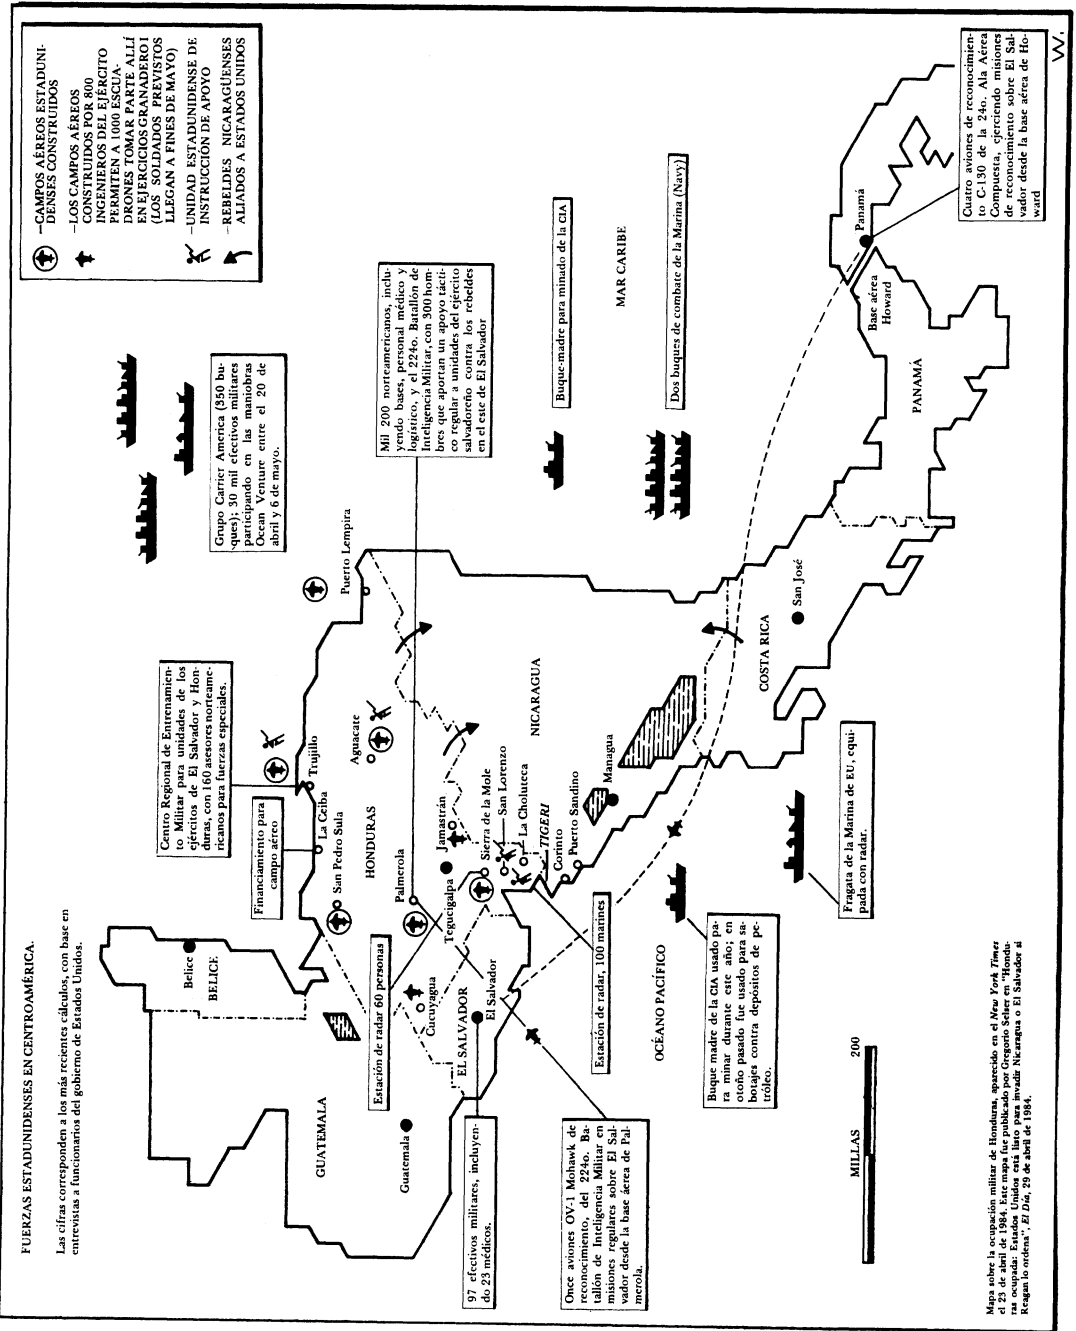 FUERZAS ESTADUNIDENSES EN CENTROAMÉRICA.
Las cifras corresponden a los más recientes cálculos, con base en
entrevistas a funcionarios del gobierno de Estados Unidos.
—CAMPOS AÉREOS ESTADUNI-
DENSES CONSTRUIDOS
—LOS CAMPOS AÉREOS
CONSTRUIDOS POR 800
INGENIEROS DEL EJÉRCITO
PERMITEN A 1000 ESCUA-
DRONES TOMAR PARTE ALLÍ
EN EJERCICIOS GRANADERO I
(LOS SOLDADOS PREVISTOS
LLEGAN A FINES DE MAYO)
—UNIDAD ESTADUNIDENSE DE
INSTRUCCIÓN DE APOYO
—REBELDES NICARAGÜENSES
ALIADOS A ESTADOS UNIDOS
Centro Regional de Entrenamien-
to Militar para unidades de los
ejércitos de El Salvador y Hon-
duras, con 160 asesores norteame-
ricanos para fuerzas especiales.
Grupo Carrier America (350 bu-
ques); 30 mil efectivos militares
participando en las maniobras
Ocean Venture entre el 20 de
abril y 6 de mayo.
Financiamiento para
campo aéreo
Belice
BELICE
La Ceiba
Trujillo
Puerto Lempira
San Pedro Sula
Aguacate
HONDURAS
Mil 200 norteamericanos, inclu-
yendo bases, personal médico y
logístico, y el 224o. Batallón de
Inteligencia Militar, con 300 hom-
bres que aportan un apoyo tácti-
co regular a unidades del ejército
salvadoreño contra los rebeldes
en el este de El Salvador
GUATEMALA
Guatemala
Estación de radar 60 personas
Palmerola
Tegucigalpa
Jamastrán
Cucuyagua
EL SALVADOR
El Salvador
Sierra de la Mole
San Lorenzo
La Choluteca
TIGERI
Corinto
Puerto Sandino
Managua
NICARAGUA
Buque-madre para minado de la CIA
MAR CARIBE
Dos buques de combate de la Marina (Navy)
97 efectivos militares, incluyen-
do 23 médicos.
Once aviones OV-1 Mohawk de
reconocimiento, del 224o. Ba-
tallón de Inteligencia Militar en
misiones regulares sobre El Sal-
vador desde la base áerea de Pal-
merola.
Estación de radar, 100 marines
OCÉANO PACÍFICO
Buque madre de la CIA usado pa-
ra minar durante este año; en
otoño pasado fue usado para sa-
botajes contra depósitos de pe-
tróleo.
Fragata de la Marina de EU, equi-
pada con radar.
COSTA RICA
San José
PANAMÁ
Base aérea
Howard
Panamá
Cuatro aviones de reconocimien-
to C-130 de la 24o. Ala Aérea
Compuesta, ejerciendo misiones
de reconocimiento sobre El Sal-
vador desde la base aérea de Ho-
ward
MILLAS
200
Mapa sobre la ocupación militar de Honduras, aparecido en el New York Times
el 23 de abril de 1984. Este mapa fue publicado por Gregorio Selser en "Hondu-
ras ocupada: Estados Unidos está listo para invadir Nicaragua o El Salvador si
Reagan lo ordena". El Día, 29 de abril de 1984.